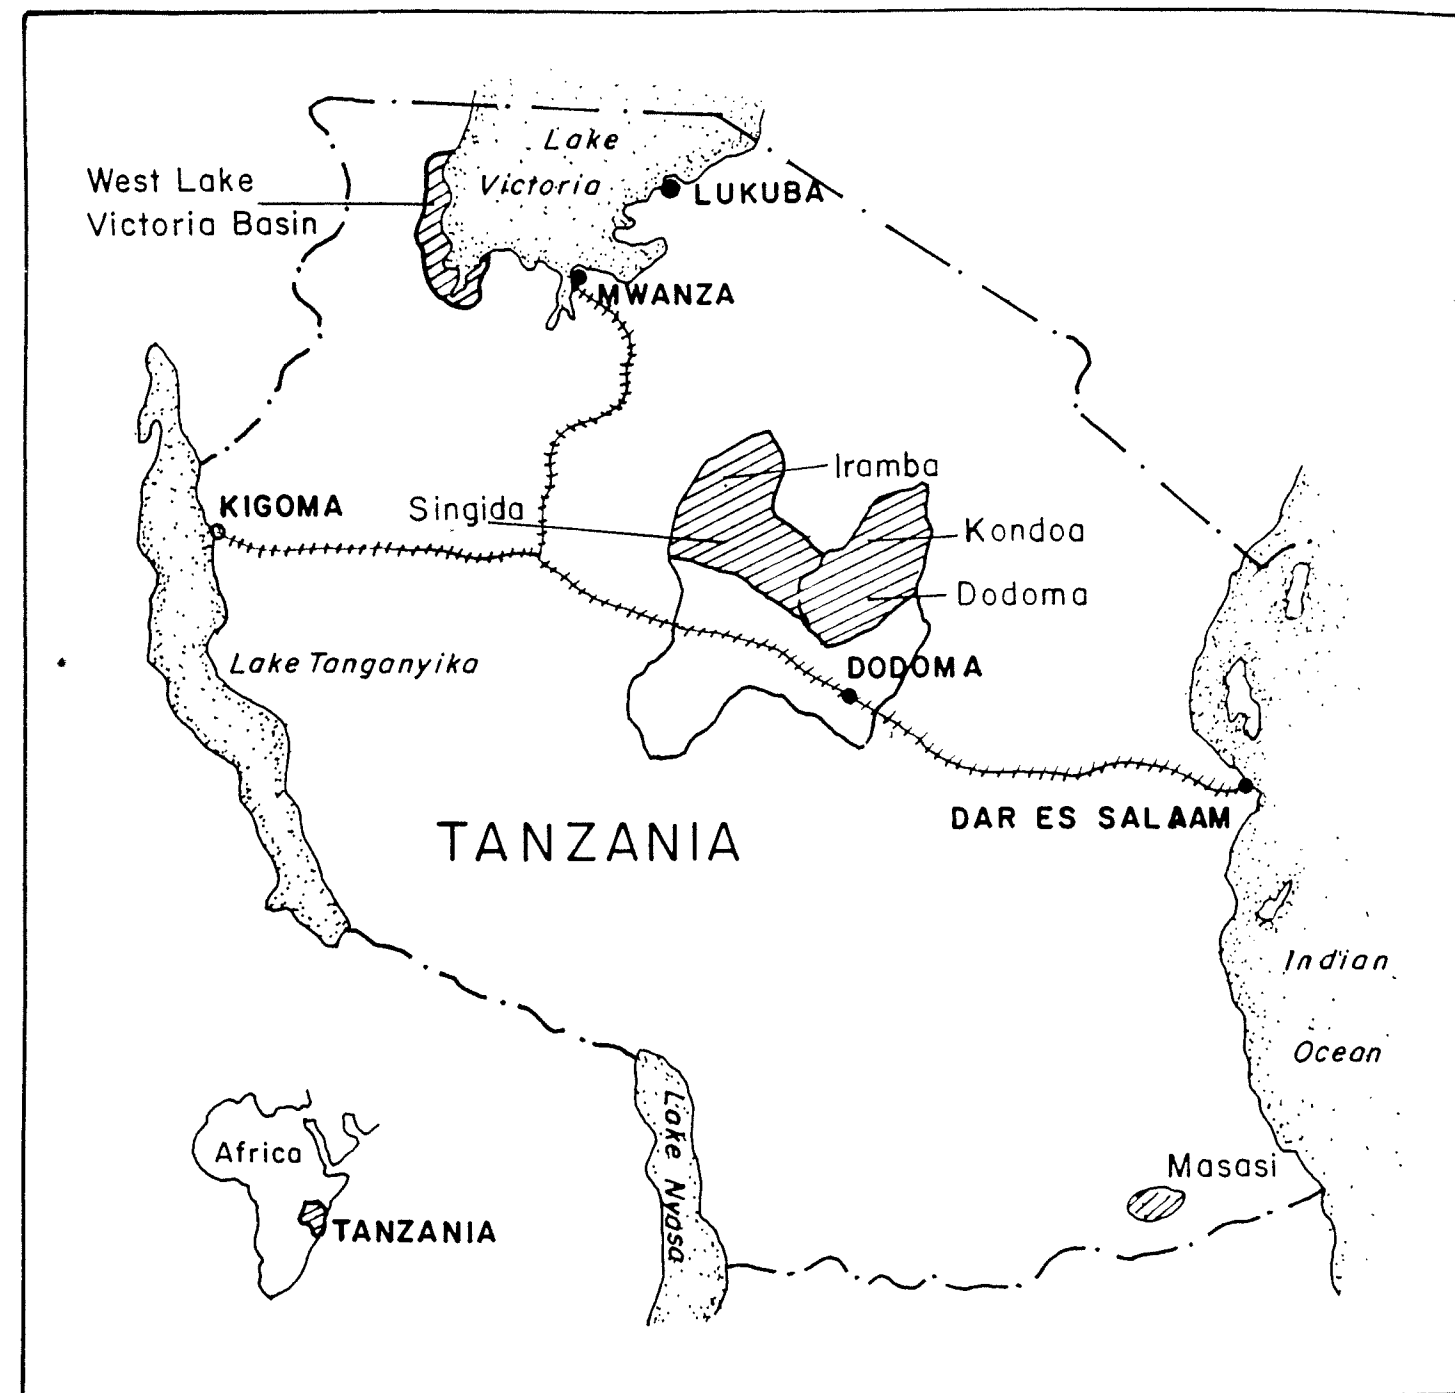 Lake
Victoria
West Lake
Victoria Basin
LUKUBA
MWANZA
Iramba
KIGOMA
Singida
Kondoa
Dodoma
Lake Tanganyika
DODOMA
TANZANIA
DAR ES SALAAM
Indian
Ocean
Lake Nyasa
Africa
Masasi
TANZANIA